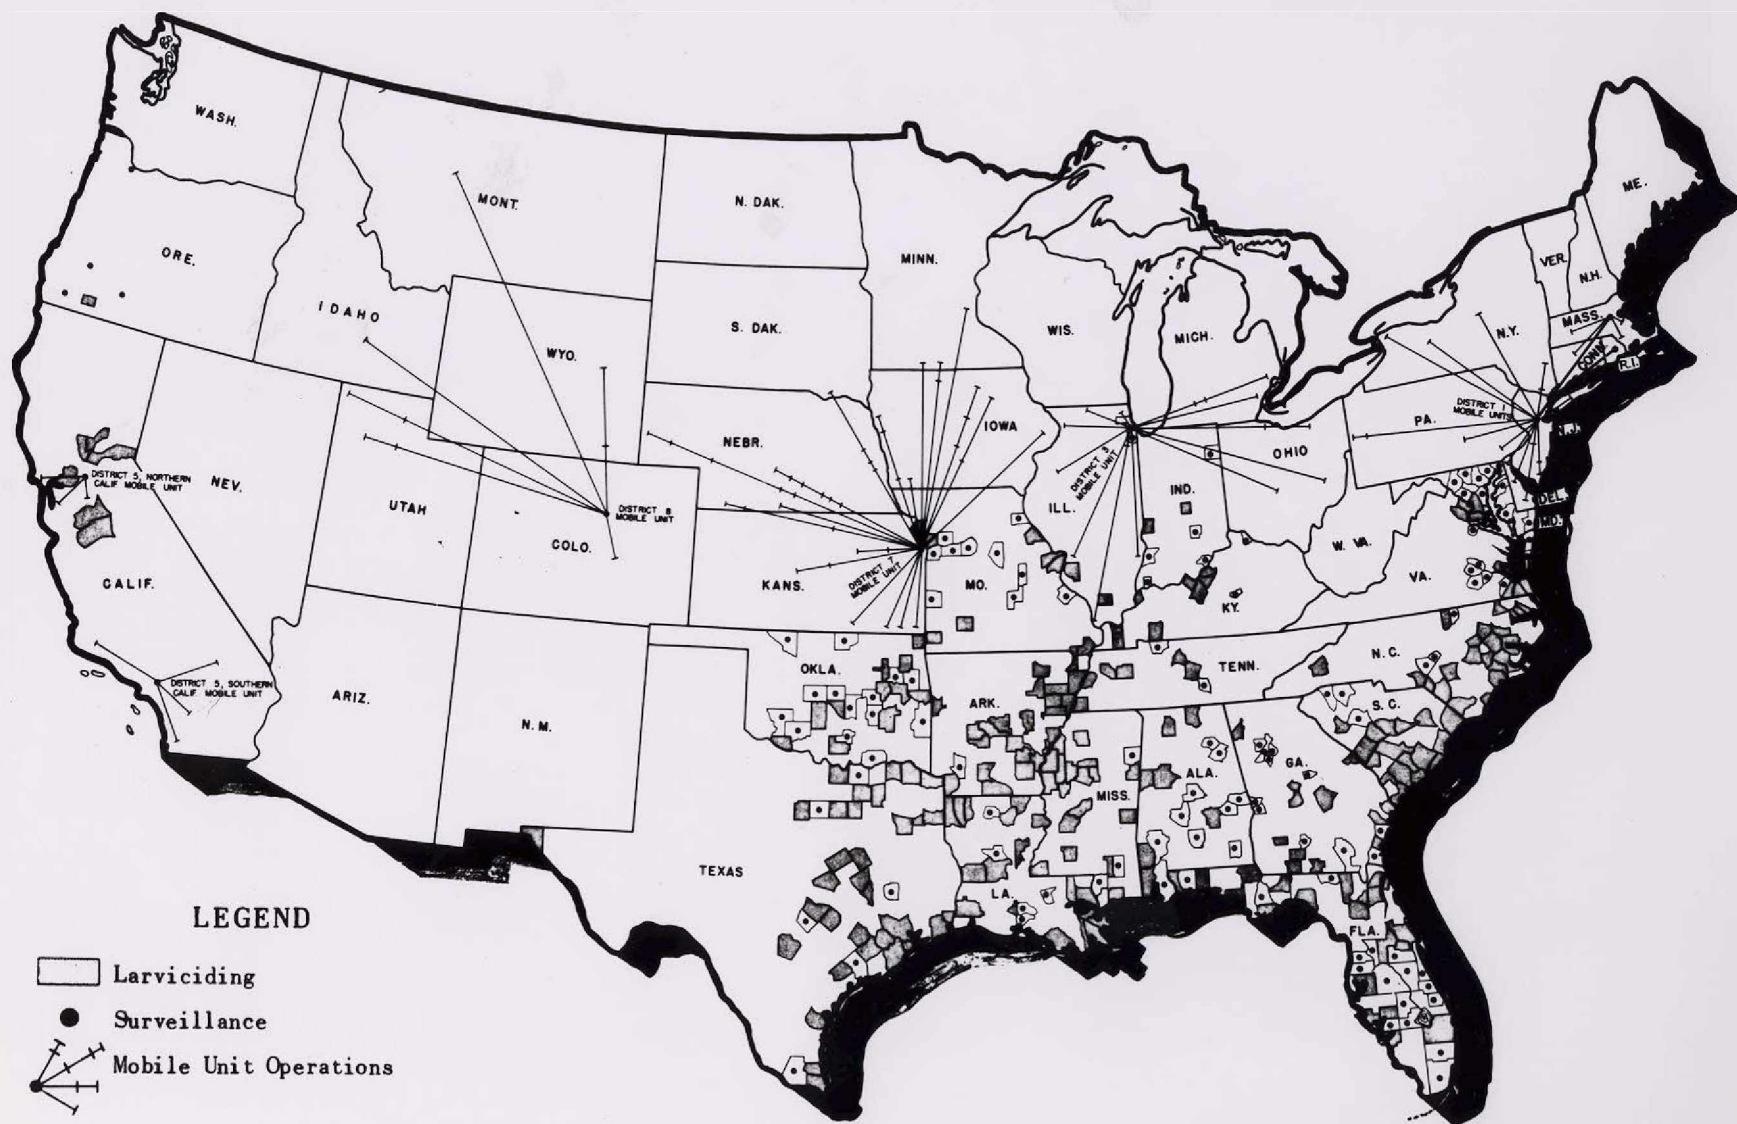 WASH.
MONT.
N. DAK.
MINN.
ORE.
IDAHO
WYO.
S. DAK.
WIS.
MICH.
ME.
VER.
N.H.
MASS.
N.Y.
CONN.
R.I.
NEV.
UTAH
COLO.
NEBR.
IOWA
ILL.
IND.
OHIO
PA.
N.J.
DEL.
MD.
CALIF.
KANS.
MO.
KY.
W. VA.
VA.
ARIZ.
N. M.
OKLA.
ARK.
TENN.
N. C.
S. C.
TEXAS
LA.
MISS.
ALA.
GA.
FLA.
DISTRICT 5, NORTHERN
CALIF. MOBILE UNIT
DISTRICT 5, SOUTHERN
CALIF. MOBILE UNIT
DISTRICT 8
MOBILE UNIT
DISTRICT 7
MOBILE UNIT
DISTRICT 3
MOBILE UNIT
DISTRICT 1
MOBILE UNITS
LEGEND
Larviciding
Surveillance
Mobile Unit Operations